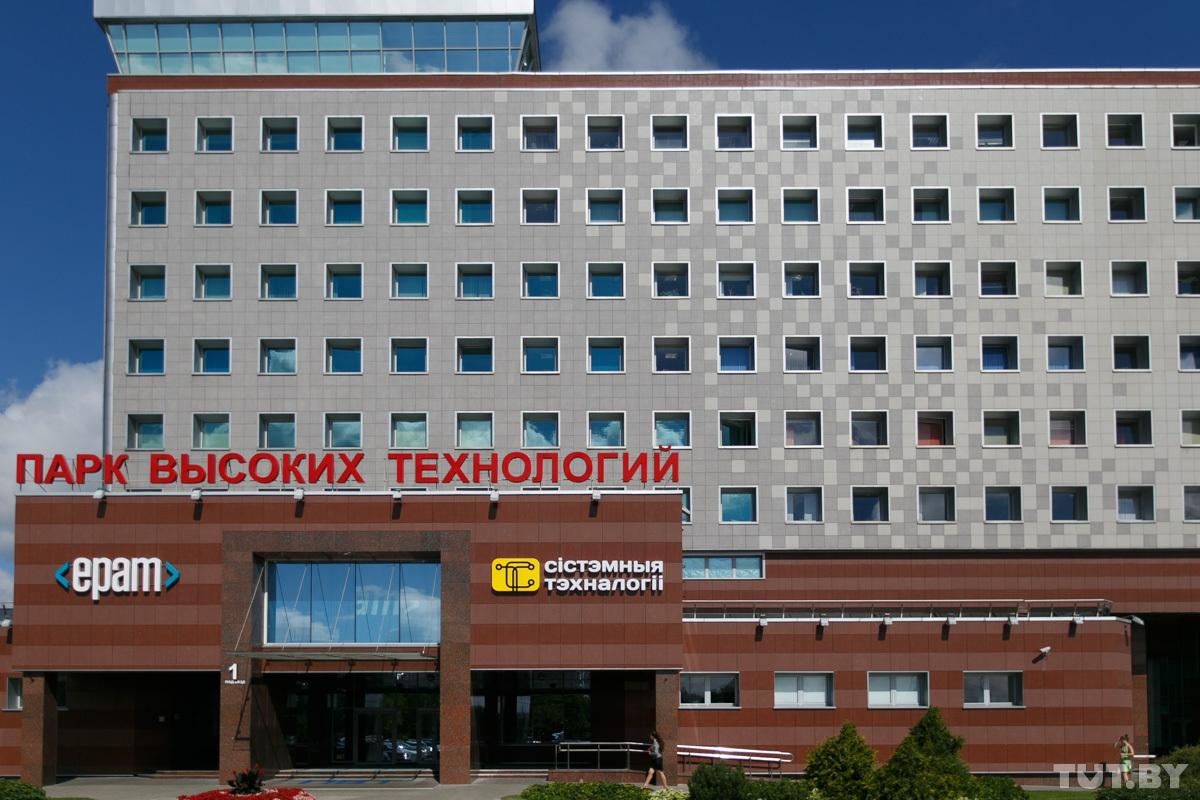 ПАРК ВЫСОКИХ ТЕХНОЛОГИЙ
<epam>
сістэмныя
тэхналогіі
1
TUT.BY